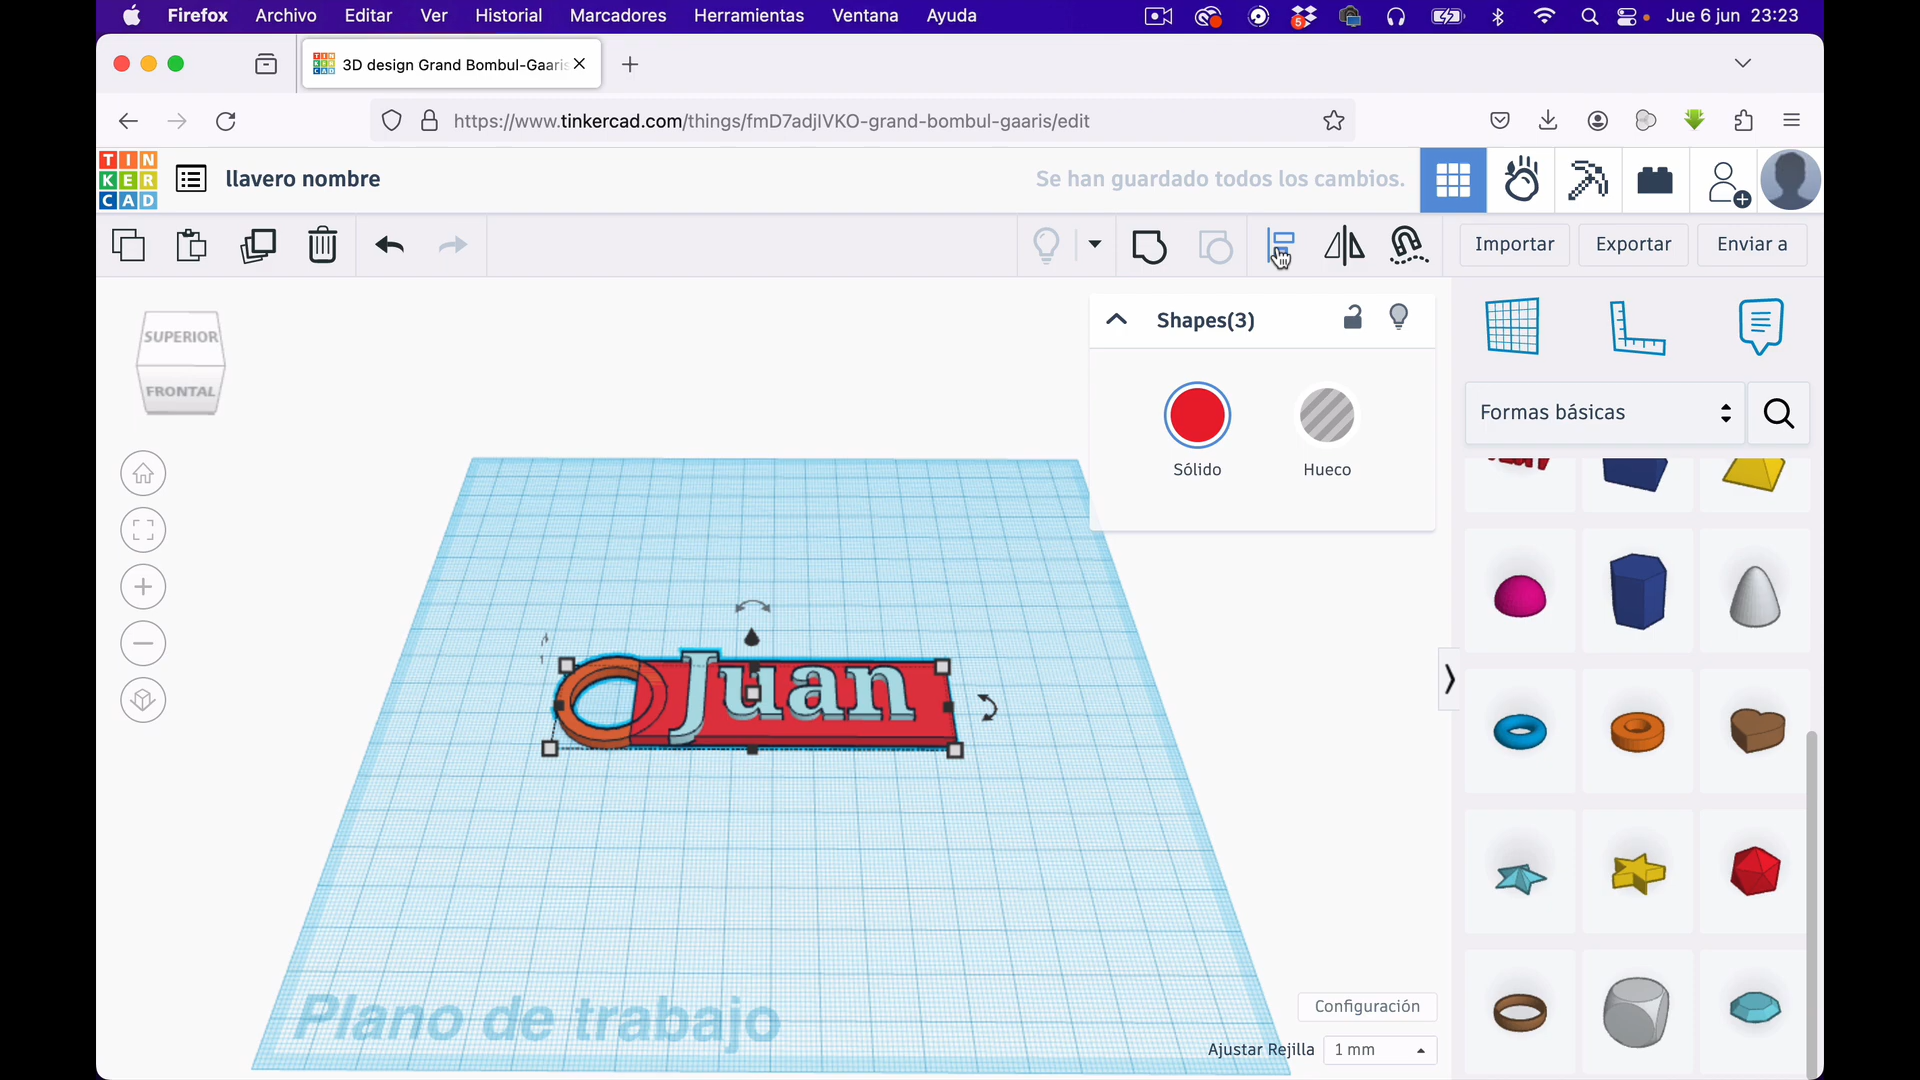 Firefox Archivo Editar Ver Historial Marcadores Herramientas Ventana Ayuda 5 Jue 6 jun 23:23
3D design Grand Bombul-Gaaris
https://www.tinkercad.com/things/fmD7adjIVKO-grand-bombul-gaaris/edit
TIN
KER
CAD
llavero nombre
Se han guardado todos los cambios.
Importar
Exportar
Enviar a
SUPERIOR
FRONTAL
Shapes(3)
Sólido
Hueco
Formas básicas
Juan
Plano de trabajo
Configuración
Ajustar Rejilla 1 mm